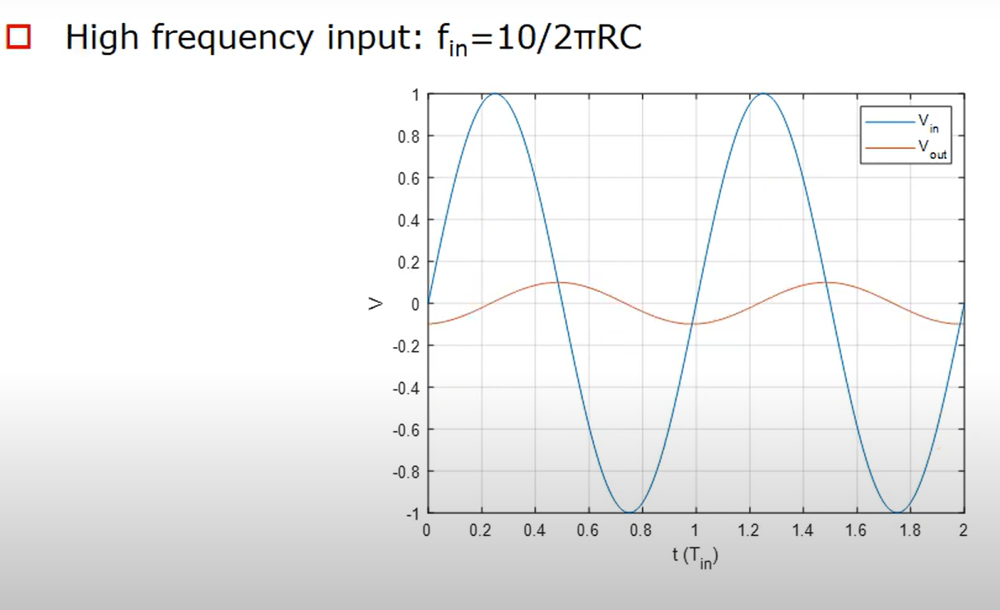 High frequency input: fin=10/2πRC
1
0.8
0.6
0.4
0.2
0
-0.2
-0.4
-0.6
-0.8
-1
V
Vin
Vout
0 0.2 0.4 0.6 0.8 1 1.2 1.4 1.6 1.8 2
t (Tin)